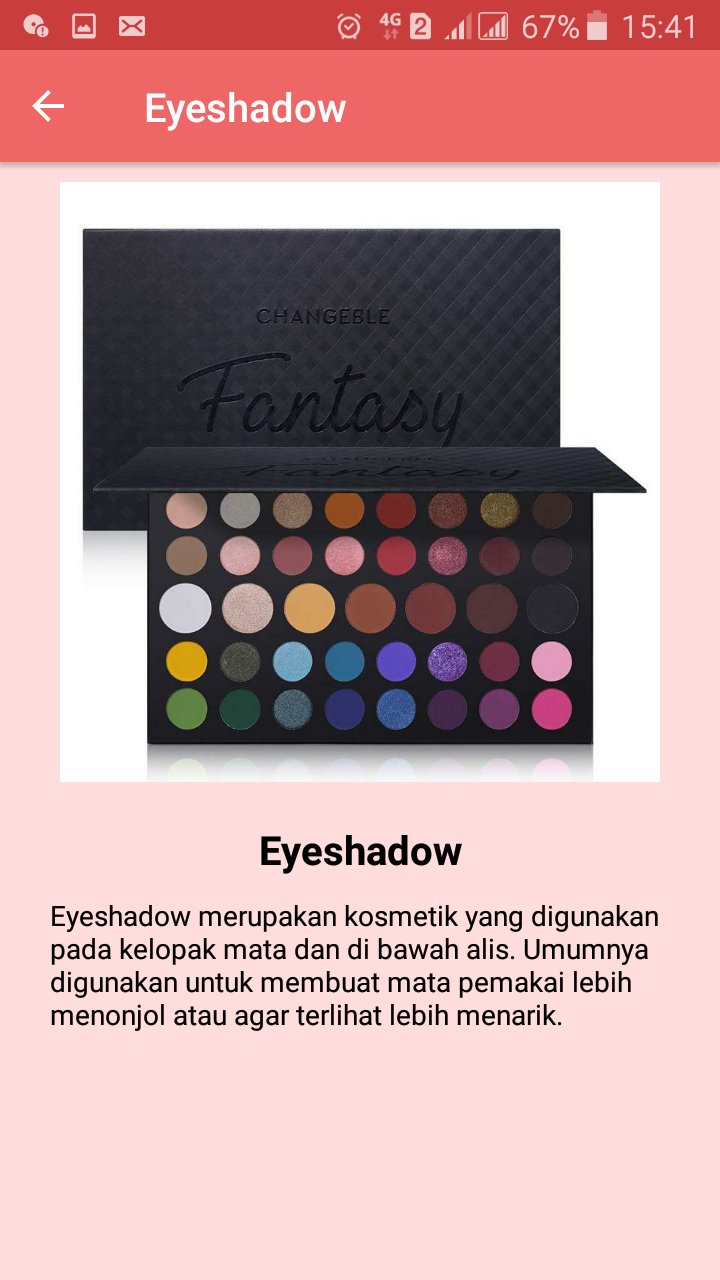 4G 2 67% 15:41
Eyeshadow
CHANGEBLE
Fantasy
Fantasy
Eyeshadow
Eyeshadow merupakan kosmetik yang digunakan
pada kelopak mata dan di bawah alis. Umumnya
digunakan untuk membuat mata pemakai lebih
menonjol atau agar terlihat lebih menarik.